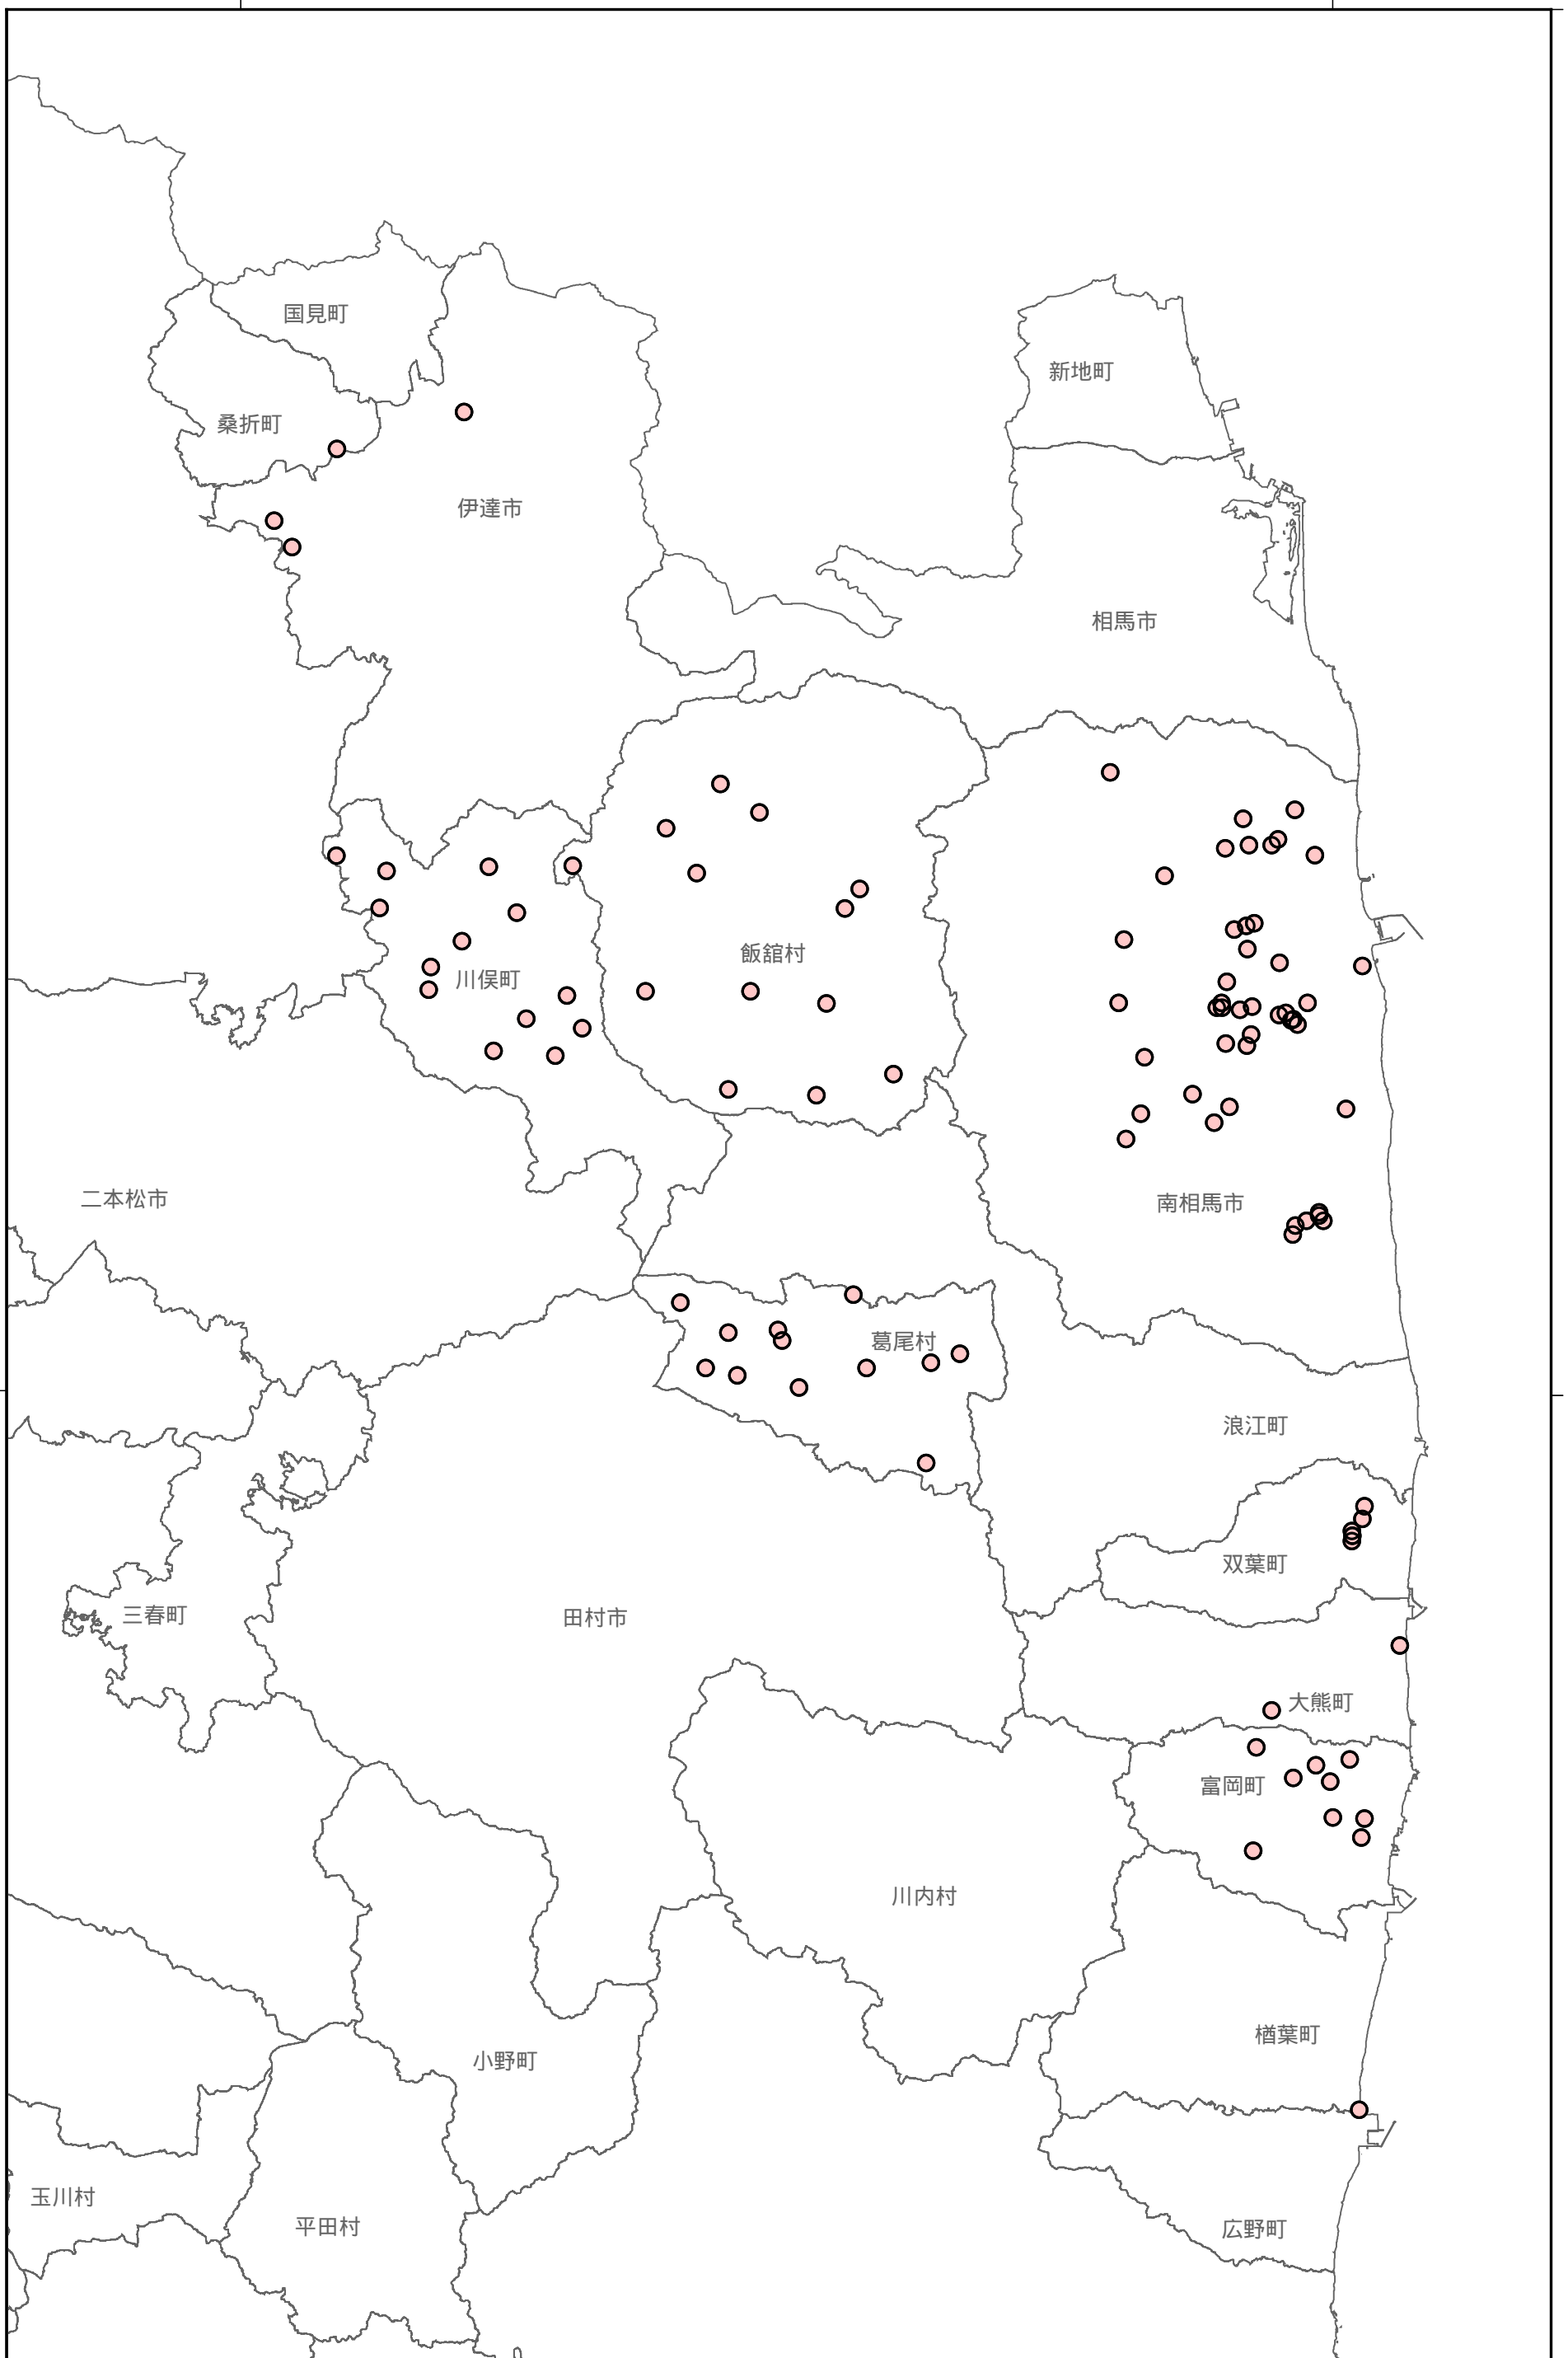 国見町
新地町
桑折町
伊達市
相馬市
飯舘村
川俣町
二本松市
南相馬市
葛尾村
浪江町
双葉町
三春町
田村市
大熊町
富岡町
川内村
楢葉町
小野町
玉川村
平田村
広野町